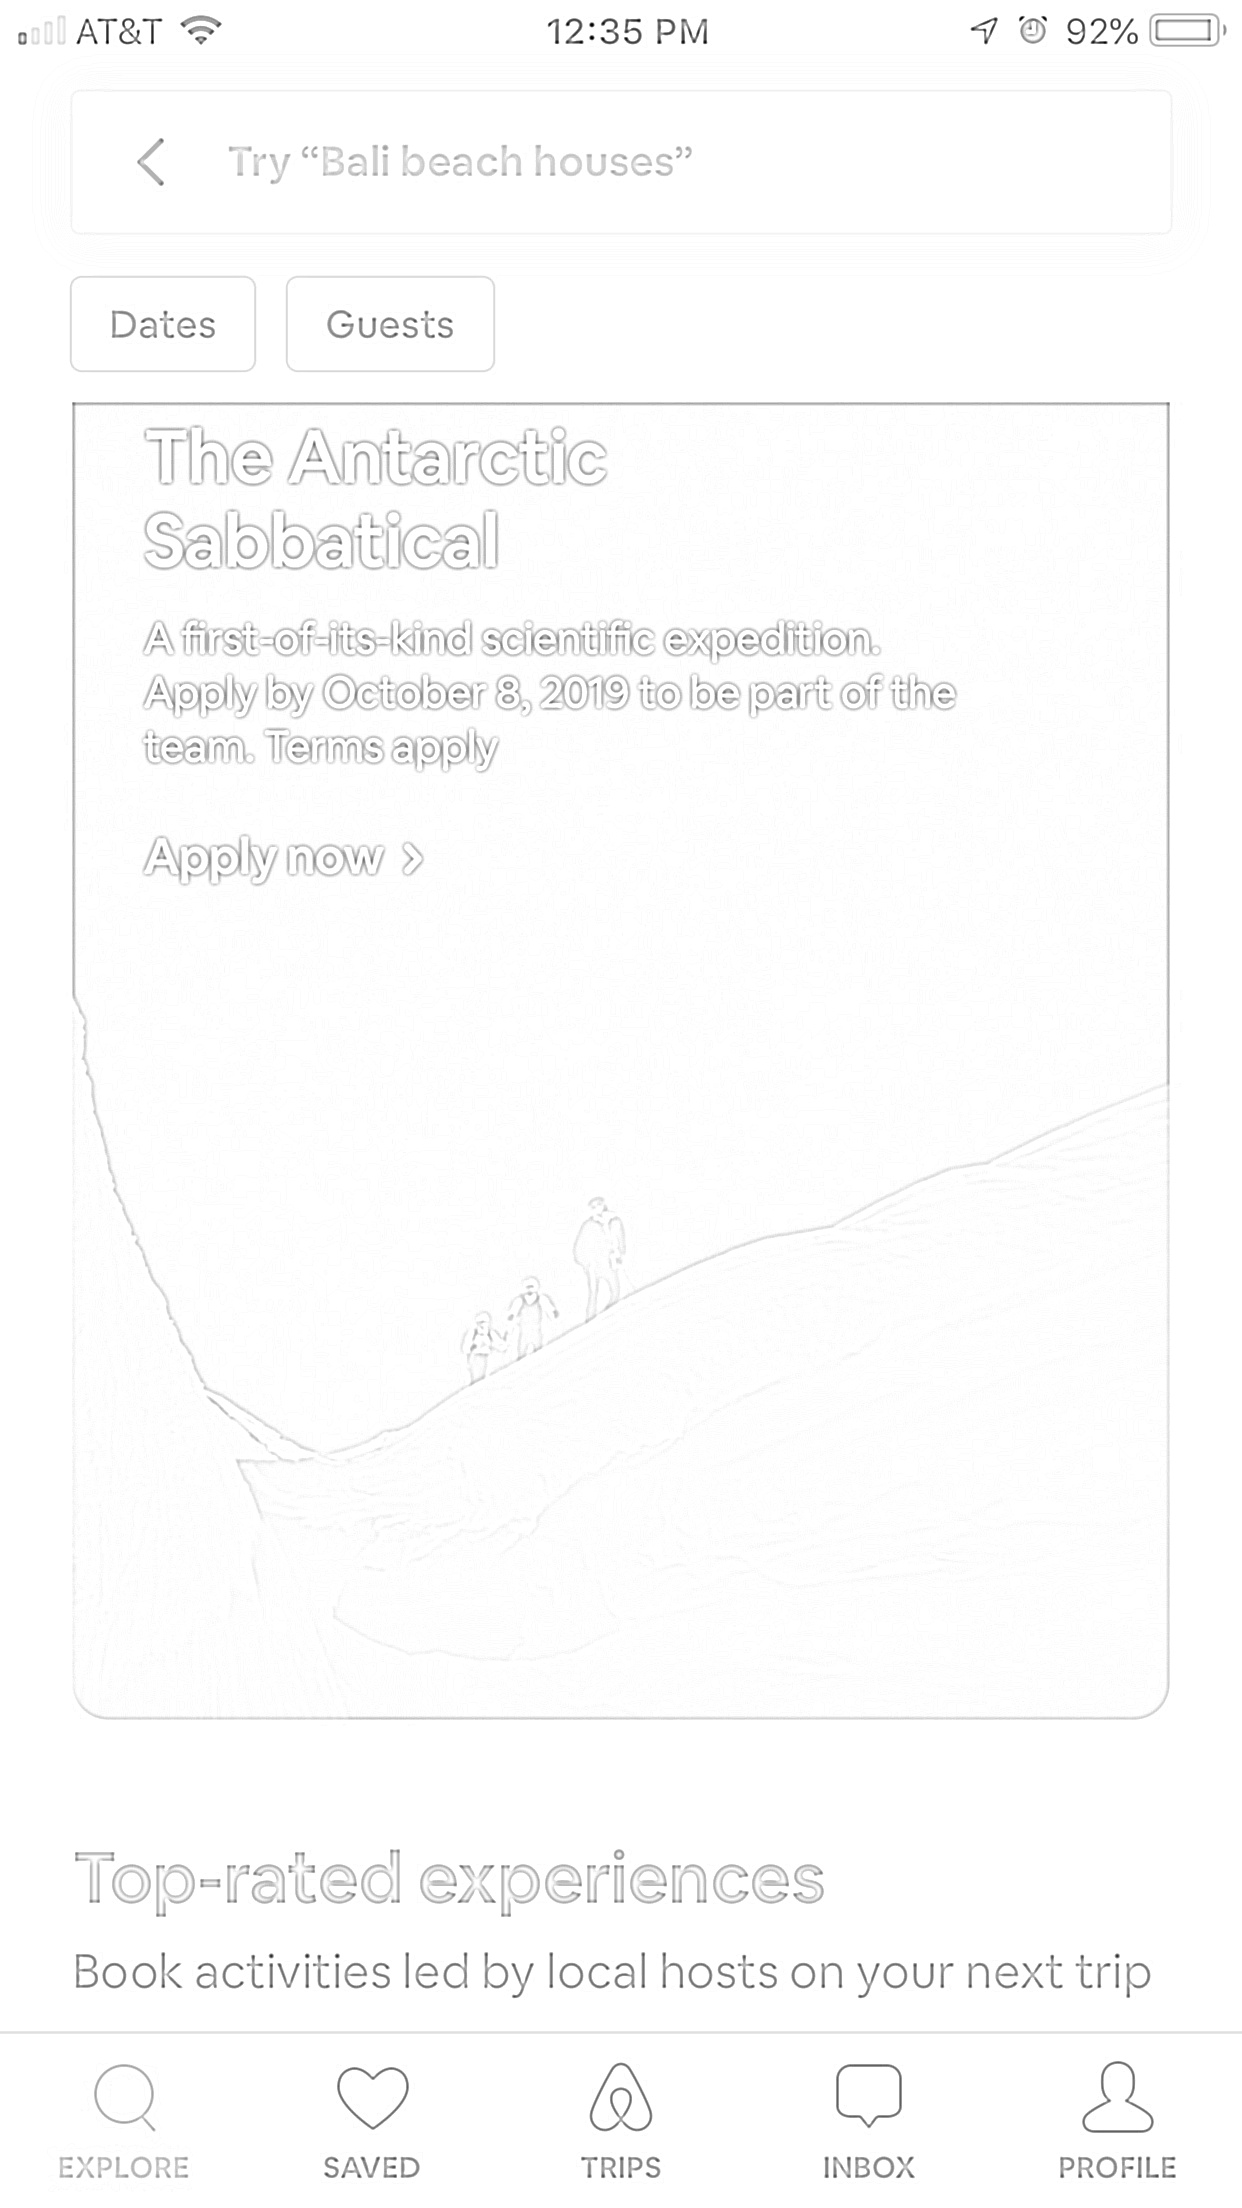 AT&T 12:35 PM 92%
Try “Bali beach houses”
Dates Guests
The Antarctic
Sabbatical
A first-of-its-kind scientific expedition.
Apply by October 8, 2019 to be part of the
team. Terms apply
Apply now >
Top-rated experiences
Book activities led by local hosts on your next trip
EXPLORE SAVED TRIPS INBOX PROFILE